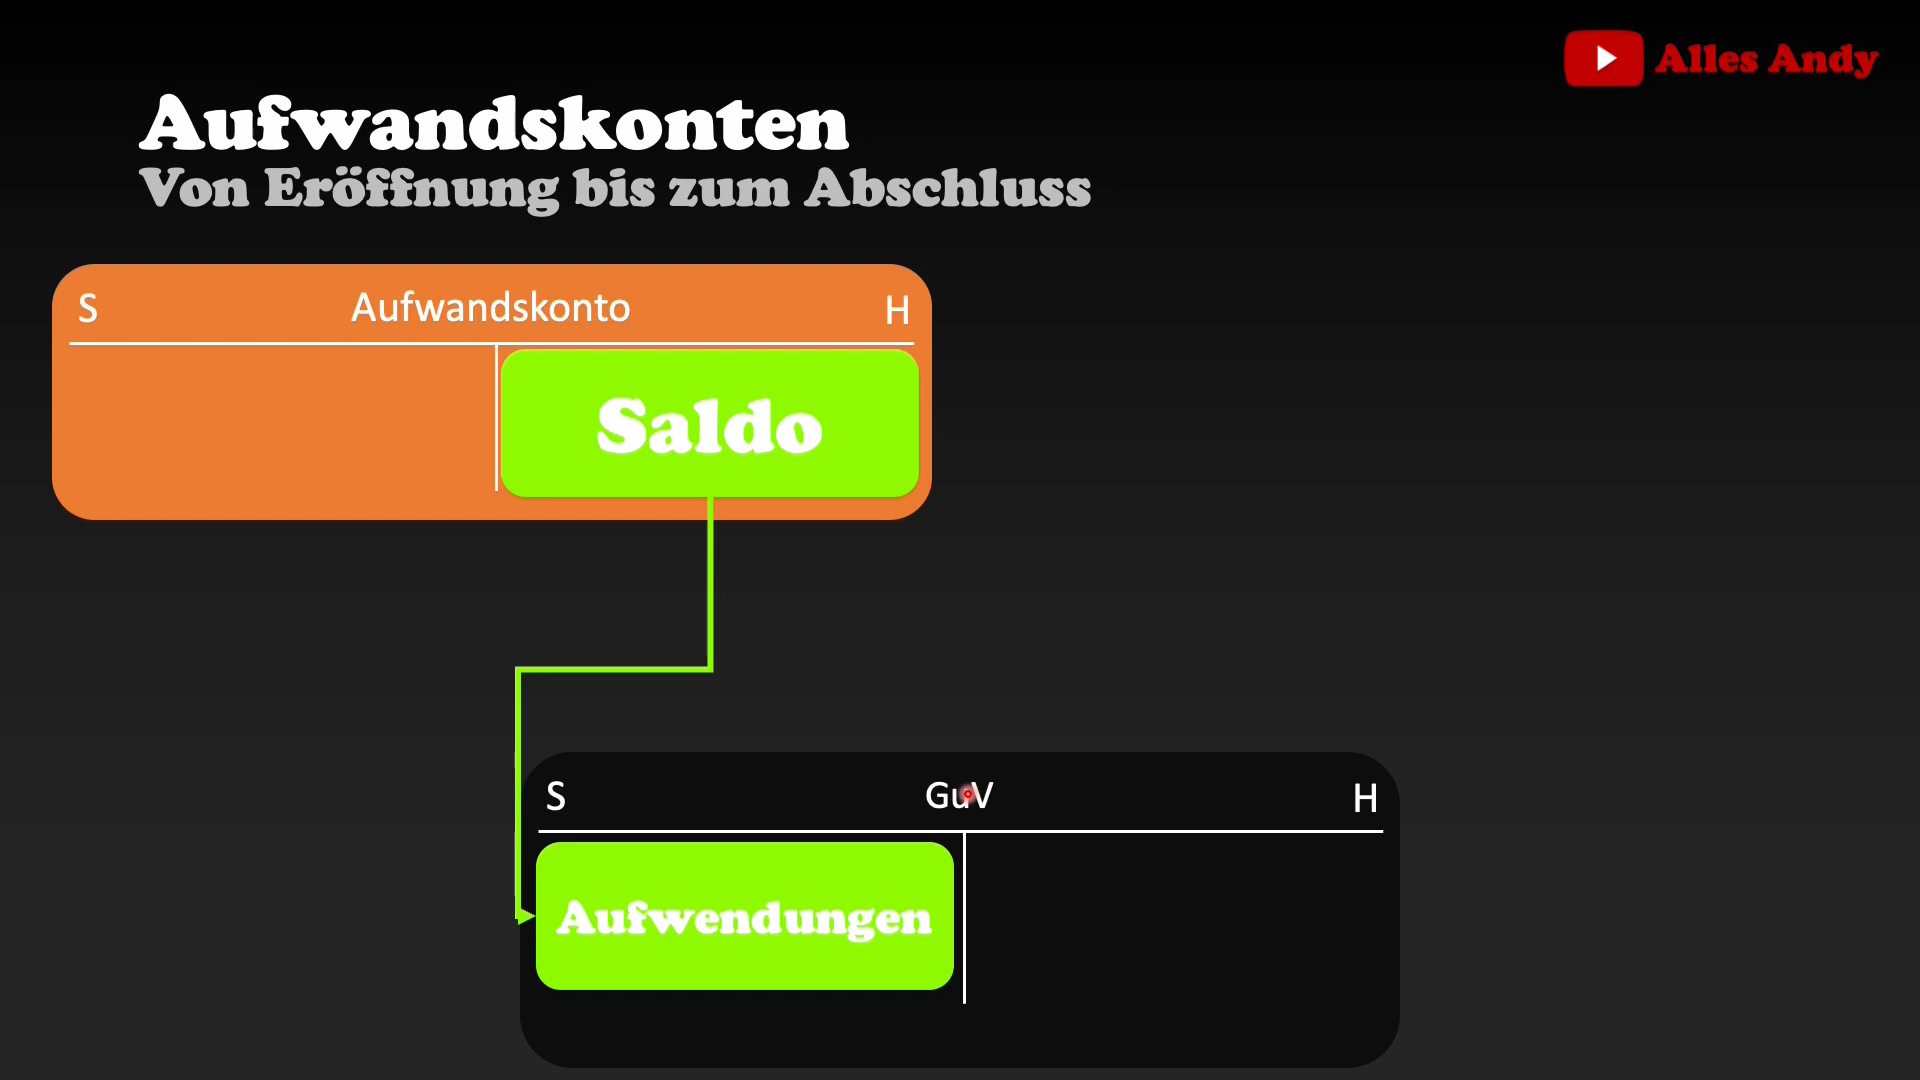 Alles Andy
Aufwandskonten
Von Eröffnung bis zum Abschluss
S Aufwandskonto H
Saldo
S GuV H
Aufwendungen